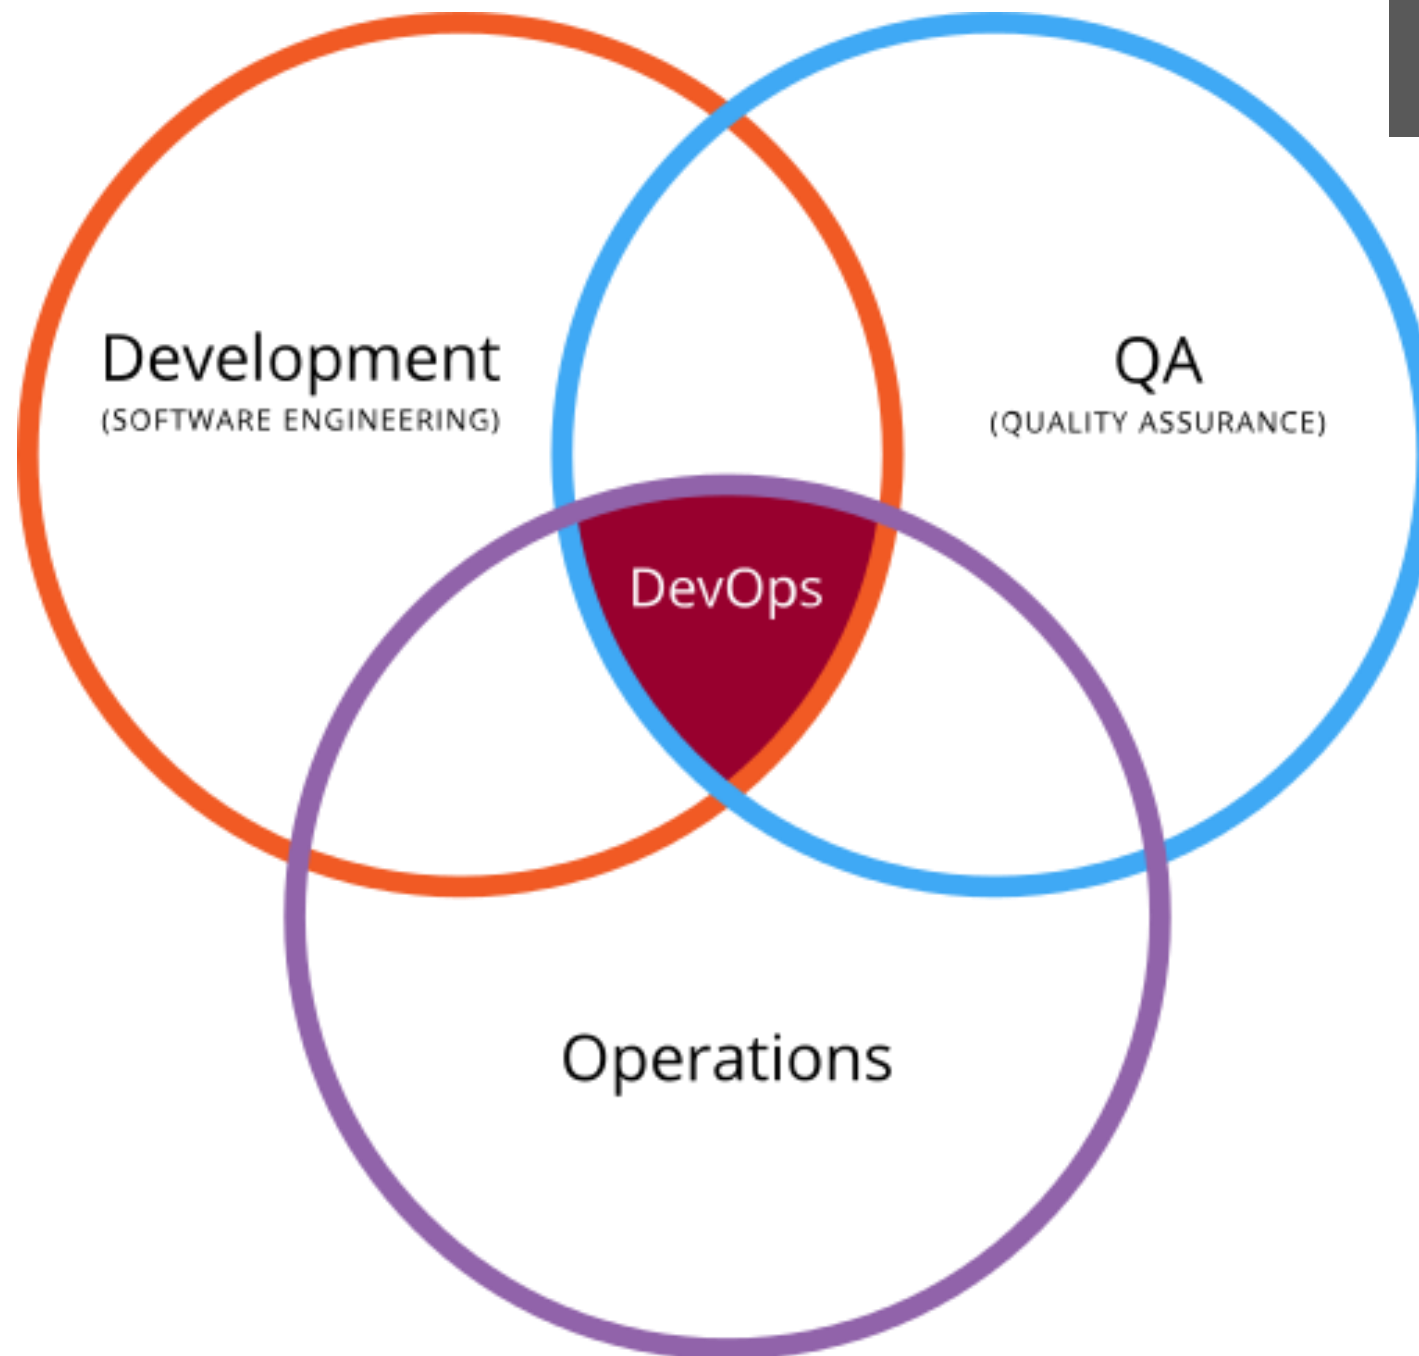 Development
(SOFTWARE ENGINEERING)
QA
(QUALITY ASSURANCE)
DevOps
Operations